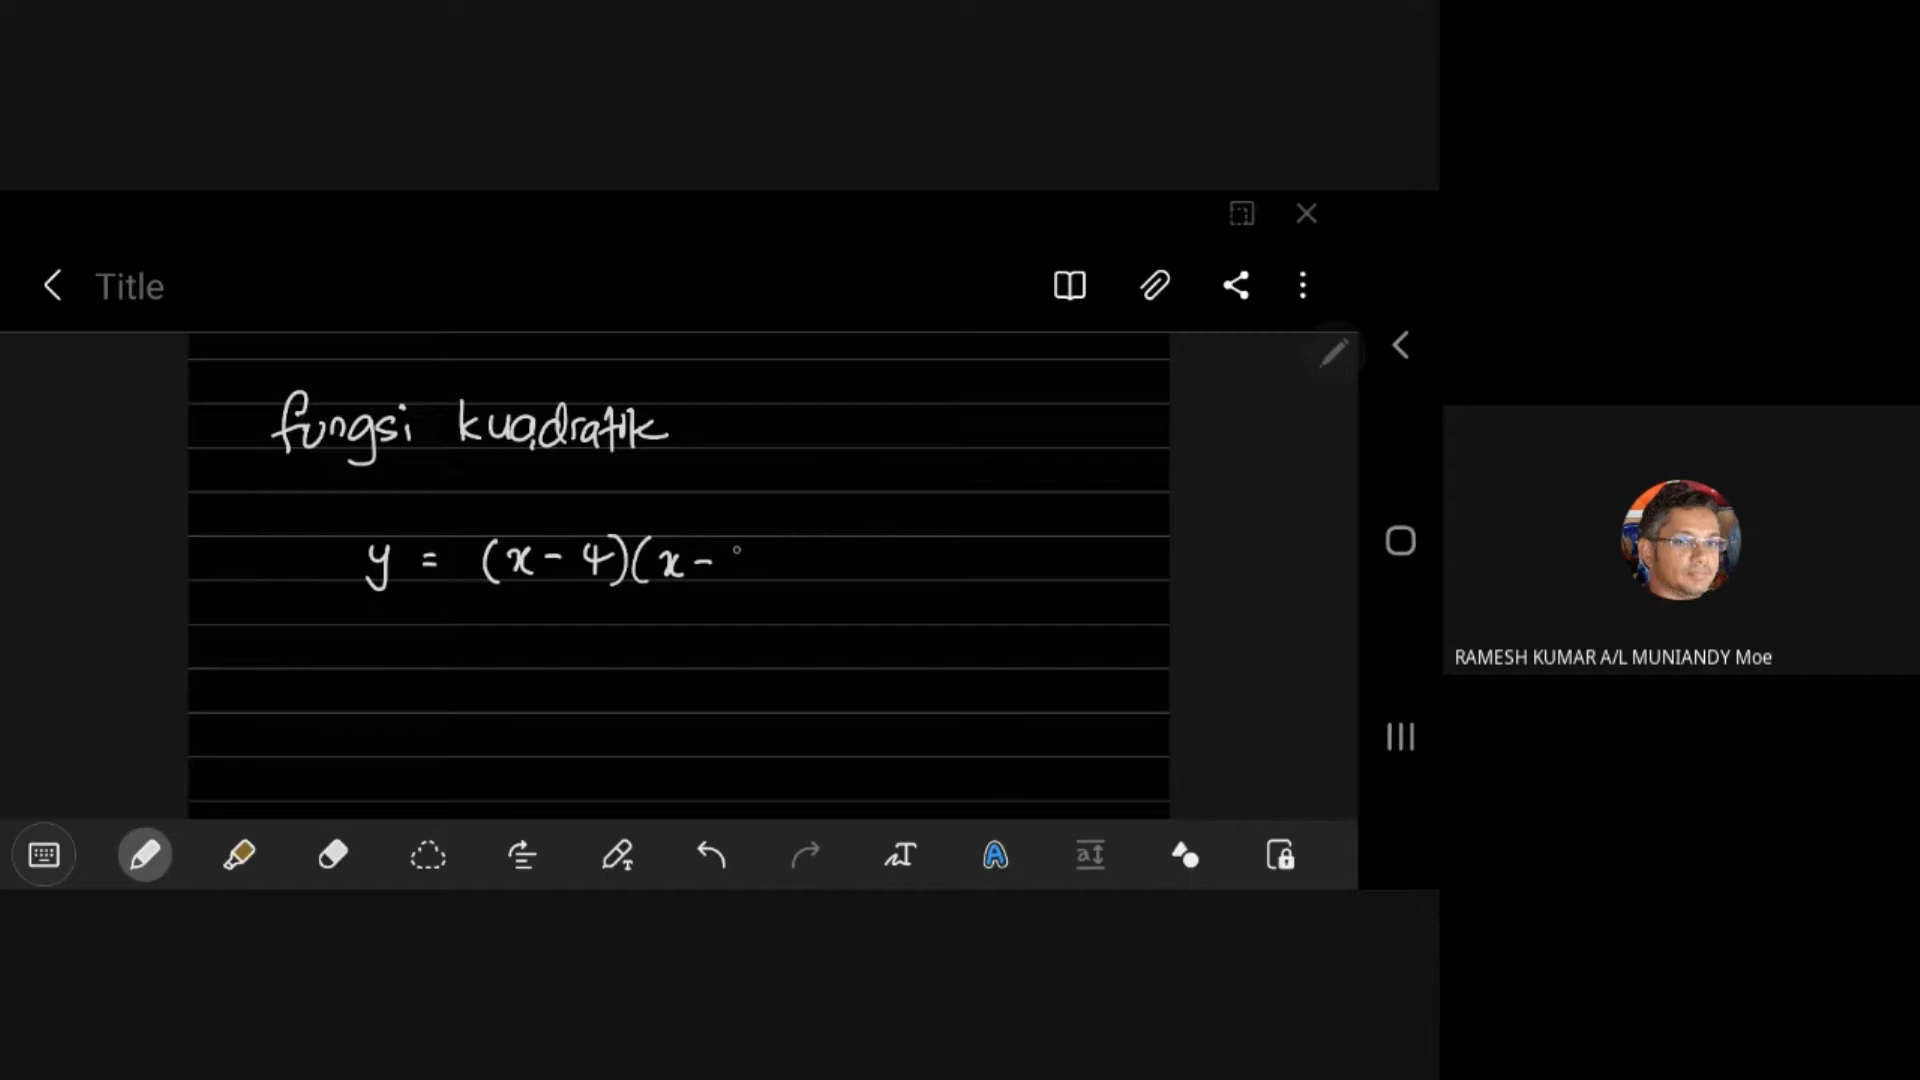 Title
fungsi kuadratik
y = (x - 4)(x -
RAMESH KUMAR A/L MUNIANDY Moe